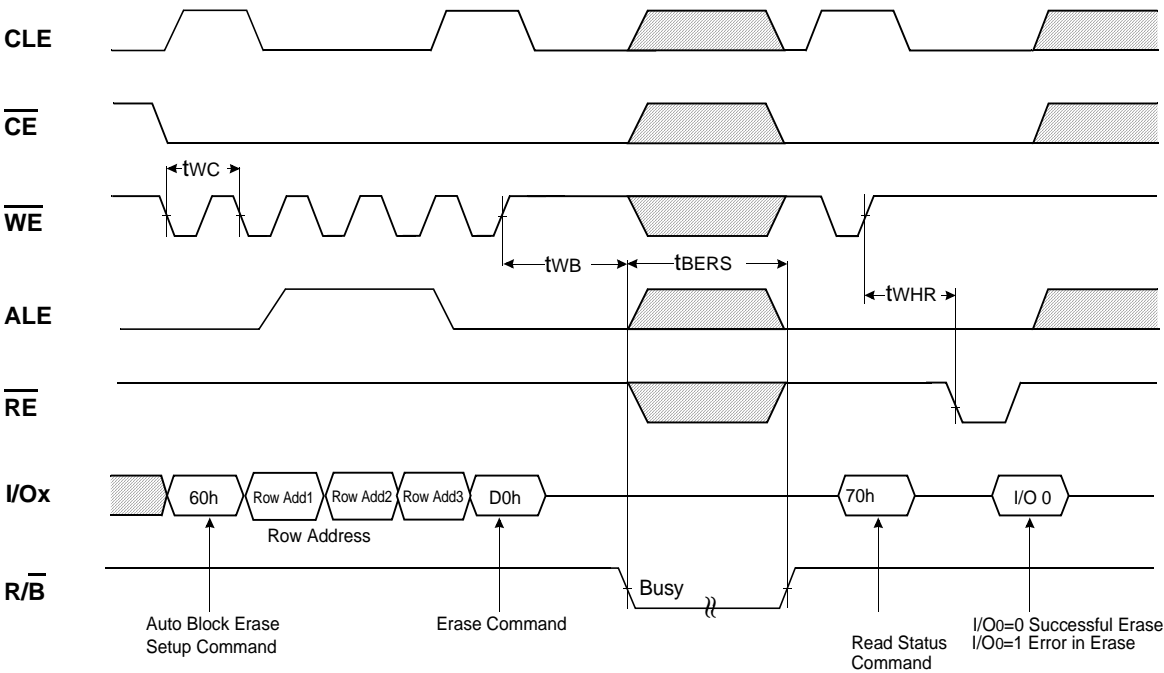 CLE
CE
tWC
WE
tWB
tBERS
tWHR
ALE
RE
I/Ox
60h
Row Add1
Row Add2
Row Add3
D0h
70h
I/O 0
Row Address
R/B
Busy
Auto Block Erase
Setup Command
Erase Command
Read Status
Command
I/O0=0 Successful Erase
I/O0=1 Error in Erase